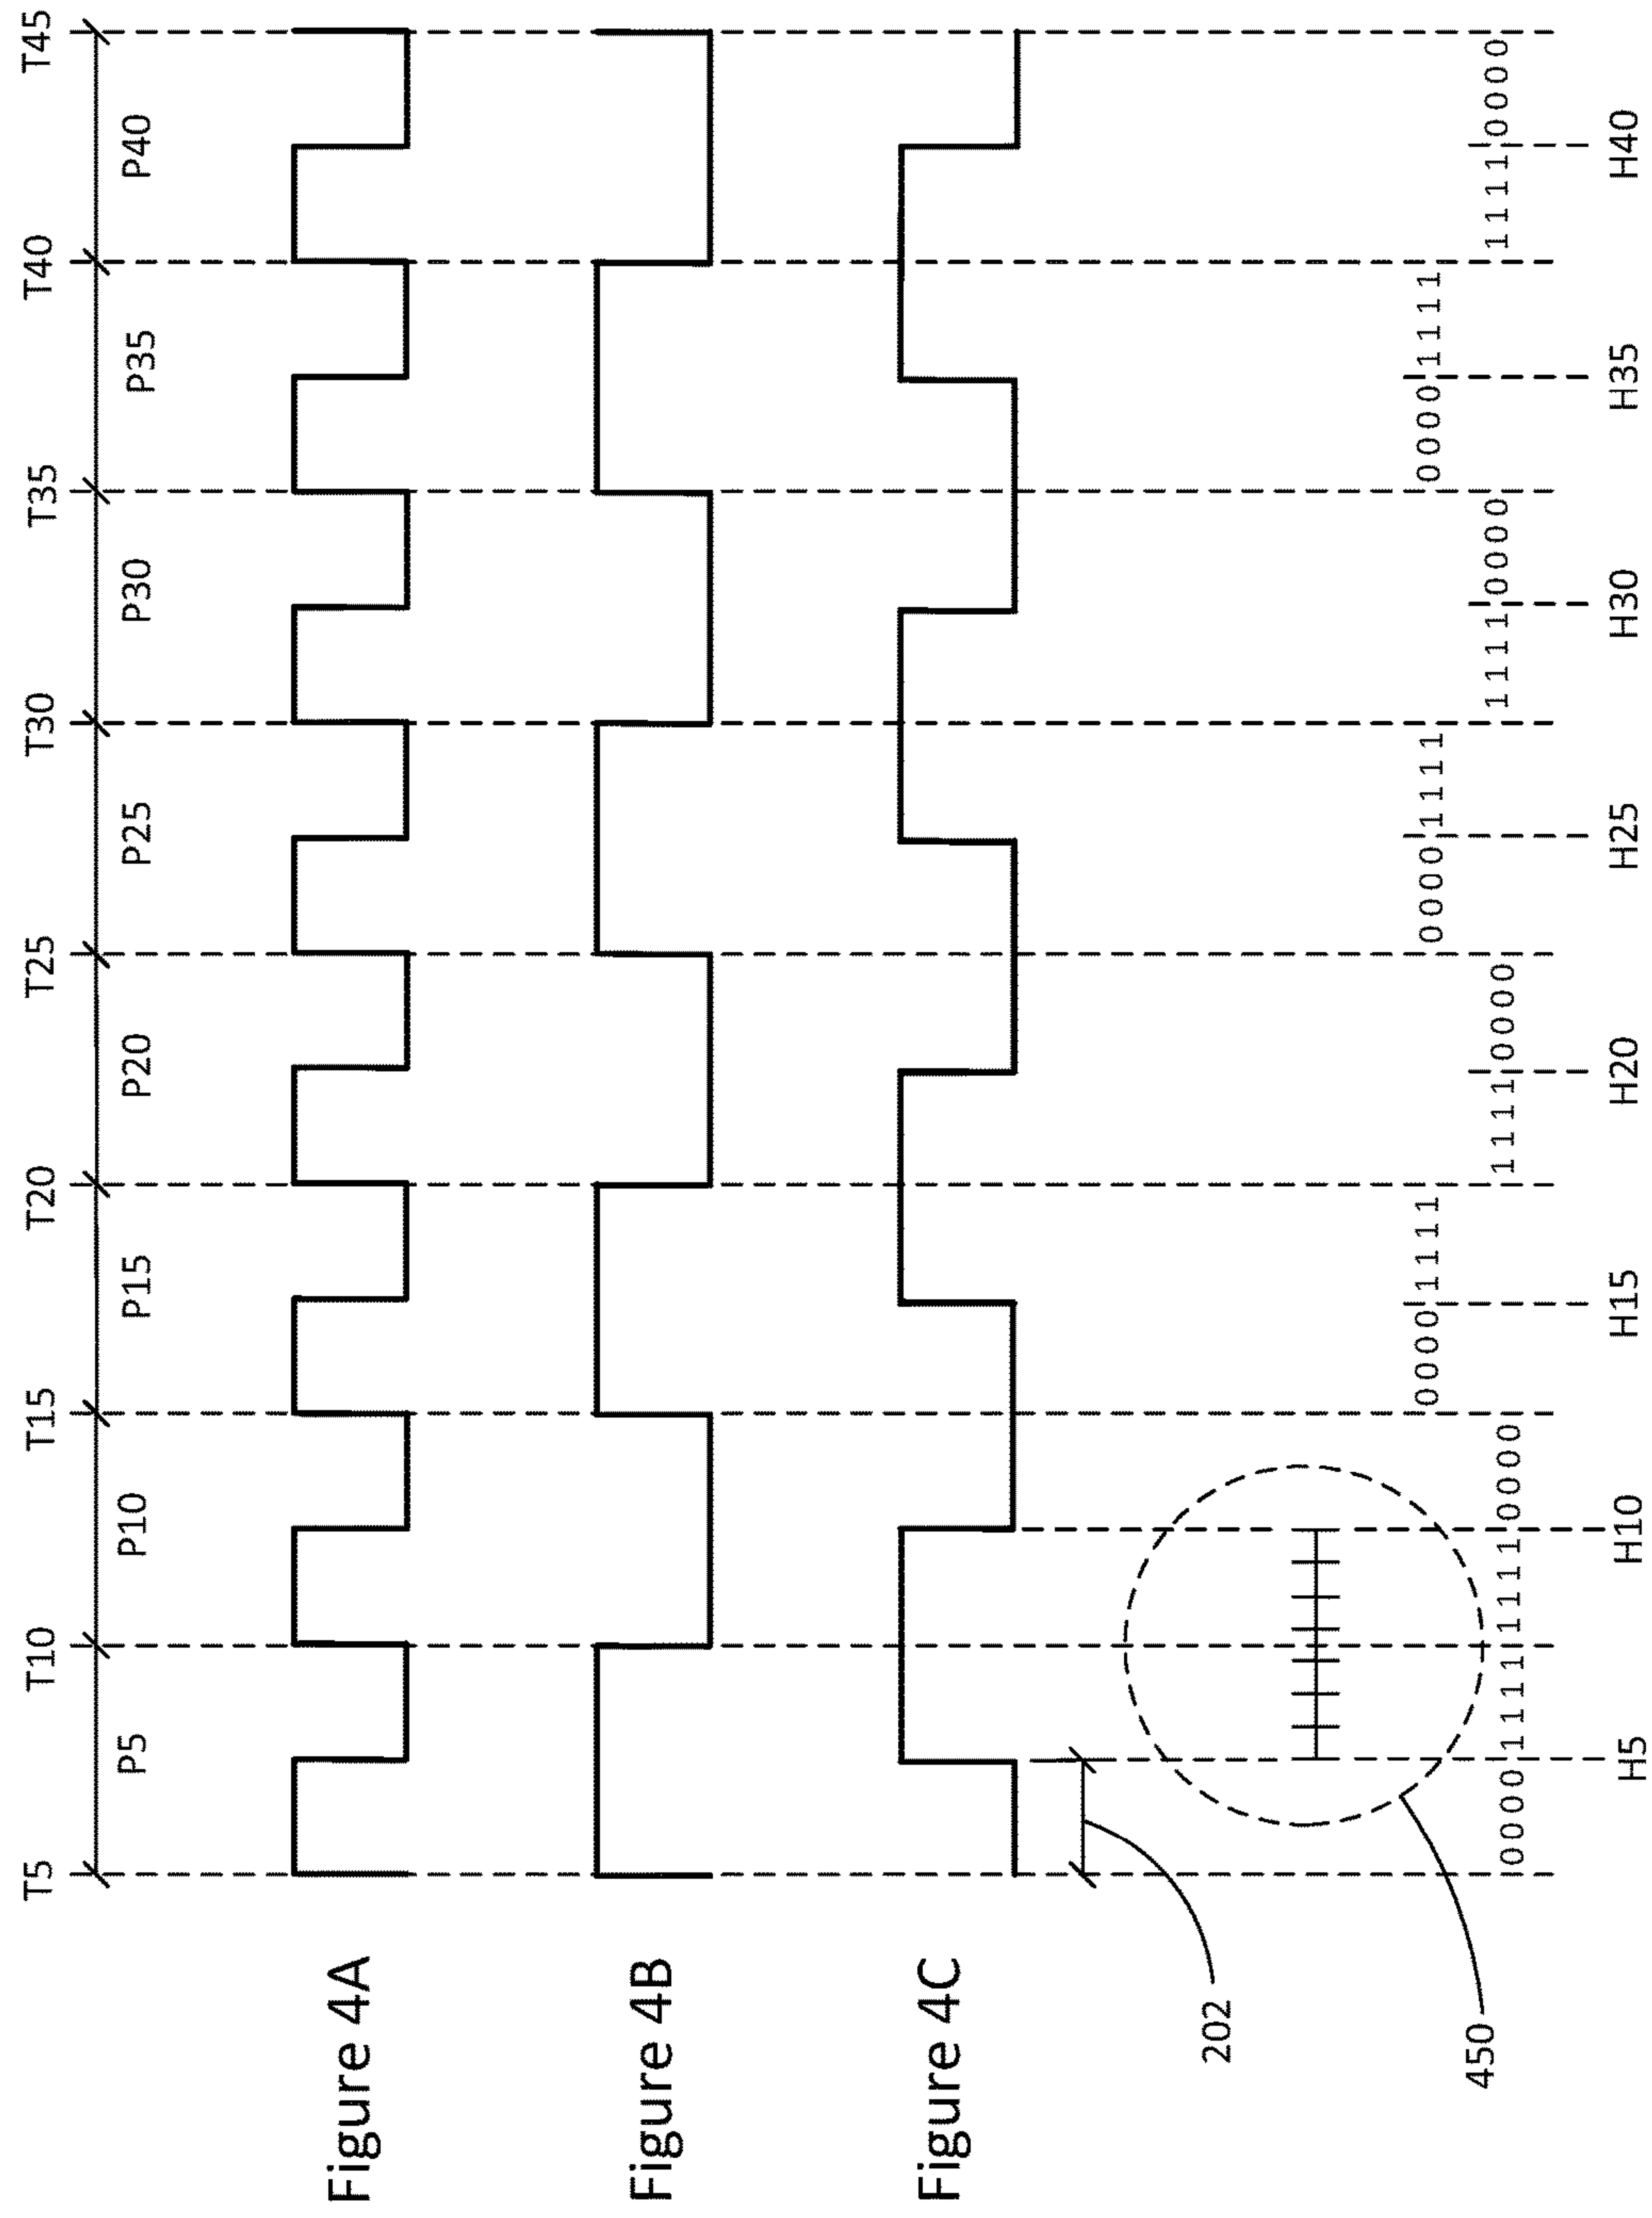 T5 T10 T15 T20 T25 T30 T35 T40 T45
P5 P10 P15 P20 P25 P30 P35 P40
Figure 4A
Figure 4B
Figure 4C
202
450
0000 1111 1111 0000 0000 1111 1111 0000 0000 1111 1111 0000 0000 1111 1111 0000
H5 H10 H15 H20 H25 H30 H35 H40